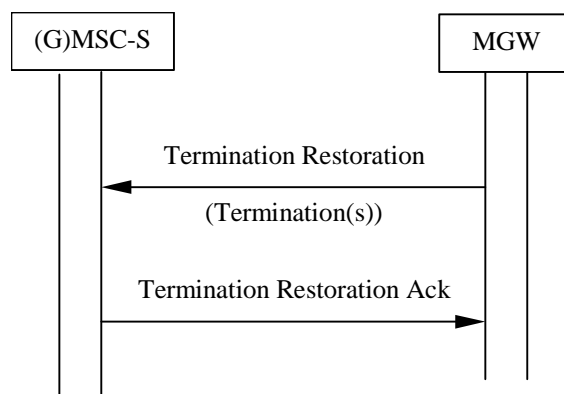 (G)MSC-S
MGW
Termination Restoration
(Termination(s))
Termination Restoration Ack